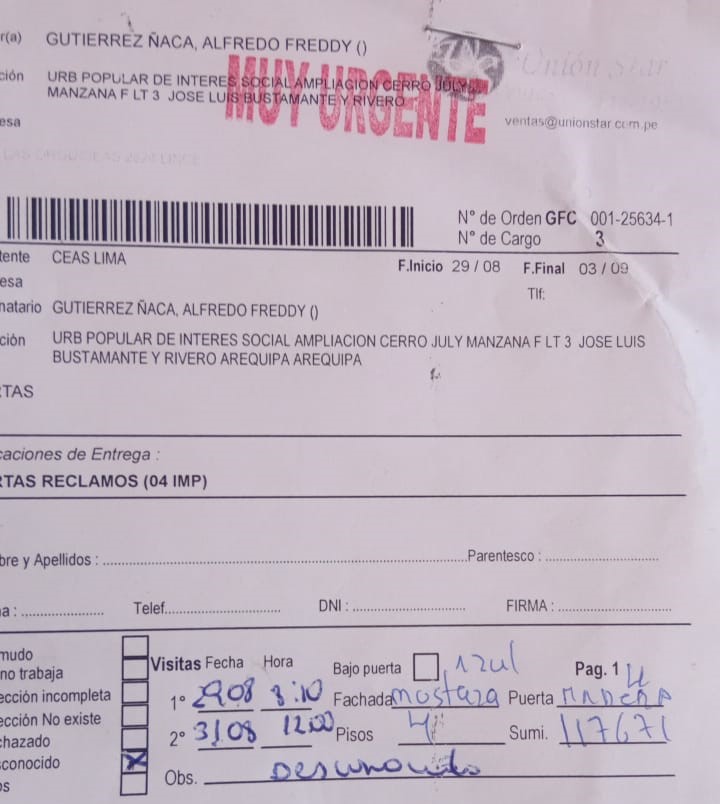 r(a) GUTIERREZ ÑACA, ALFREDO FREDDY ()
Unión Star
ción URB POPULAR DE INTERES SOCIAL AMPLIACION CERRO JULY
MANZANA F LT 3 JOSE LUIS BUSTAMANTE Y RIVERO
MUY URGENTE
esa ventas@unionstar.com.pe
N° de Orden GFC 001-25634-1
N° de Cargo 3
tente CEAS LIMA
F.Inicio 29 / 08 F.Final 03 / 09
esa Tlf:
natario GUTIERREZ ÑACA, ALFREDO FREDDY ()
ción URB POPULAR DE INTERES SOCIAL AMPLIACION CERRO JULY MANZANA F LT 3 JOSE LUIS
BUSTAMANTE Y RIVERO AREQUIPA AREQUIPA
TAS
caciones de Entrega :
RTAS RECLAMOS (04 IMP)
bre y Apellidos : Parentesco :
a : Telef. DNI : FIRMA :
mudo
no trabaja Visitas Fecha Hora Bajo puerta Azul Pag. 1
ección incompleta 1° 29 08 3:10 Fachada mostaza Puerta MADERA
ección No existe
chazado 2° 31 08 12:00 Pisos Sumi. 117671
conocido X
os Obs. Desconocido